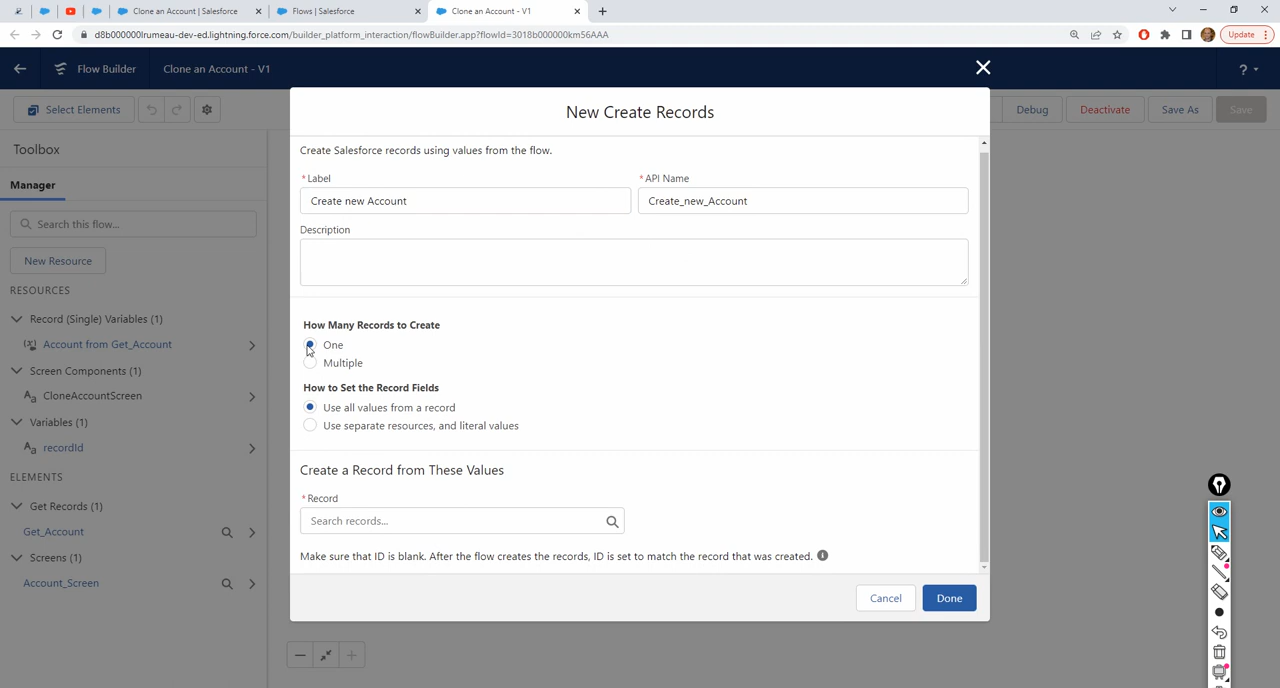 Clone an Account | Salesforce
Flows | Salesforce
Clone an Account - V1
d8b000000lrumeau-dev-ed.lightning.force.com/builder_platform_interaction/flowBuilder.app?flowId=3018b000000km56AAA
Update
Flow Builder
Clone an Account - V1
?
Select Elements
Debug
Deactivate
Save As
Save
New Create Records
Toolbox
Manager
Search this flow...
New Resource
RESOURCES
Record (Single) Variables (1)
Account from Get_Account
Screen Components (1)
CloneAccountScreen
Variables (1)
recordId
ELEMENTS
Get Records (1)
Get_Account
Screens (1)
Account_Screen
Create Salesforce records using values from the flow.
* Label
* API Name
Create new Account
Create_new_Account
Description
How Many Records to Create
One
Multiple
How to Set the Record Fields
Use all values from a record
Use separate resources, and literal values
Create a Record from These Values
* Record
Search records...
Make sure that ID is blank. After the flow creates the records, ID is set to match the record that was created.
Cancel
Done